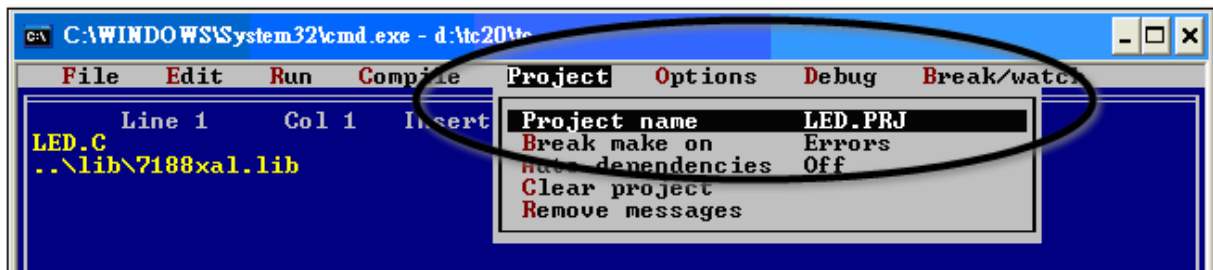 C:\WINDOWS\System32\cmd.exe - d:\tc20\tc
File Edit Run Compile Project Options Debug Break/watch
Line 1 Col 1 Insert
LED.C
..\lib\7188xal.lib
Project name LED.PRJ
Break make on Errors
Auto dependencies Off
Clear project
Remove messages